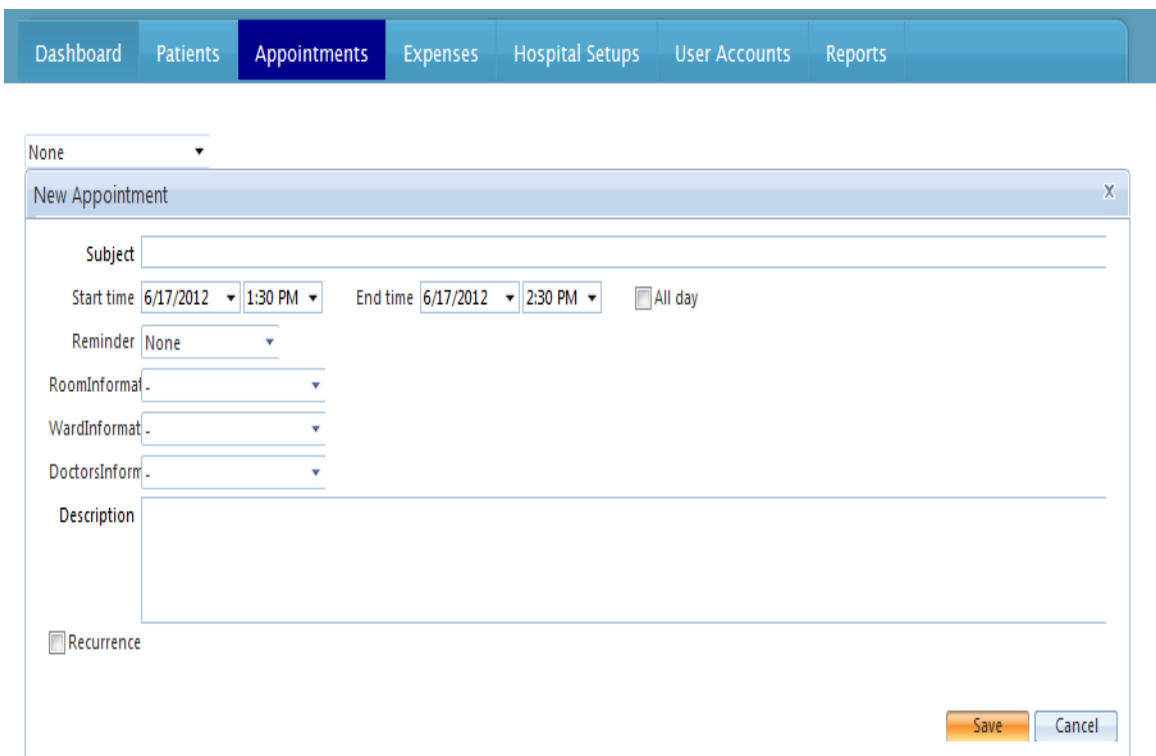 Dashboard Patients Appointments Expenses Hospital Setups User Accounts Reports
None
New Appointment X
Subject
Start time 6/17/2012 1:30 PM End time 6/17/2012 2:30 PM All day
Reminder None
RoomInformat -
WardInformat -
DoctorsInform -
Description
Recurrence
Save Cancel